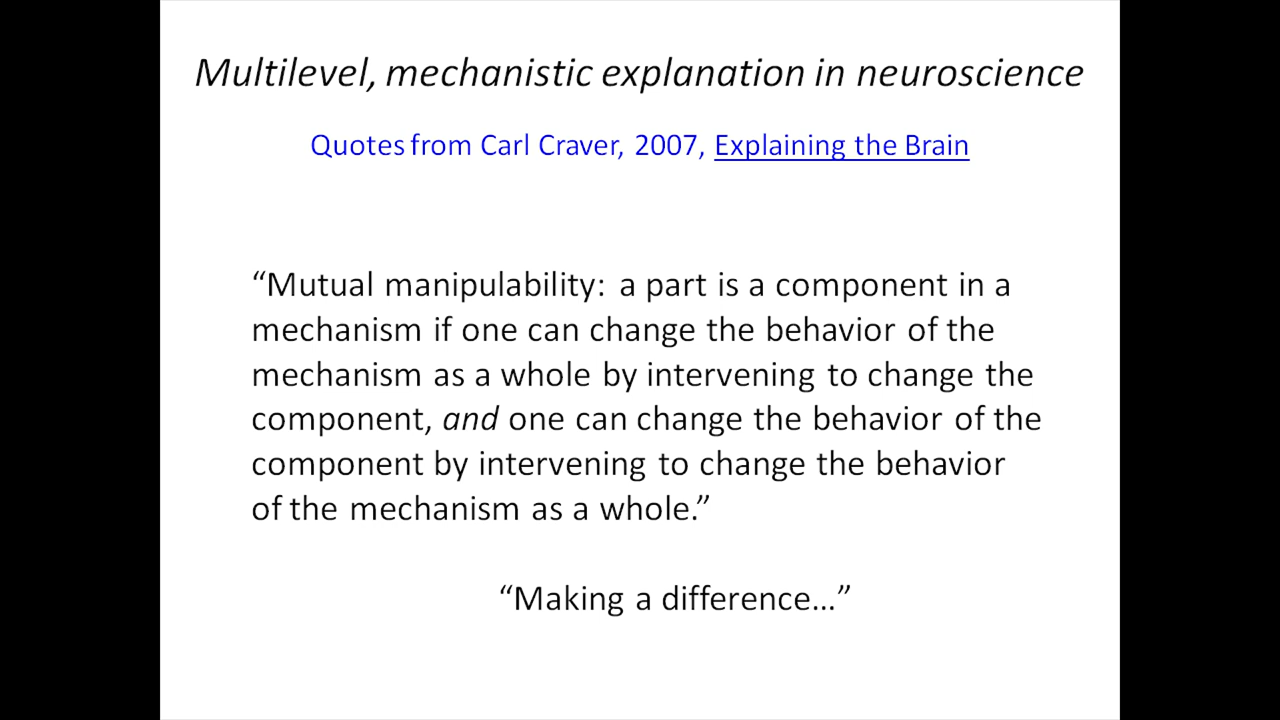 Multilevel, mechanistic explanation in neuroscience
Quotes from Carl Craver, 2007, Explaining the Brain
“Mutual manipulability: a part is a component in a
mechanism if one can change the behavior of the
mechanism as a whole by intervening to change the
component, and one can change the behavior of the
component by intervening to change the behavior
of the mechanism as a whole.”
“Making a difference…”